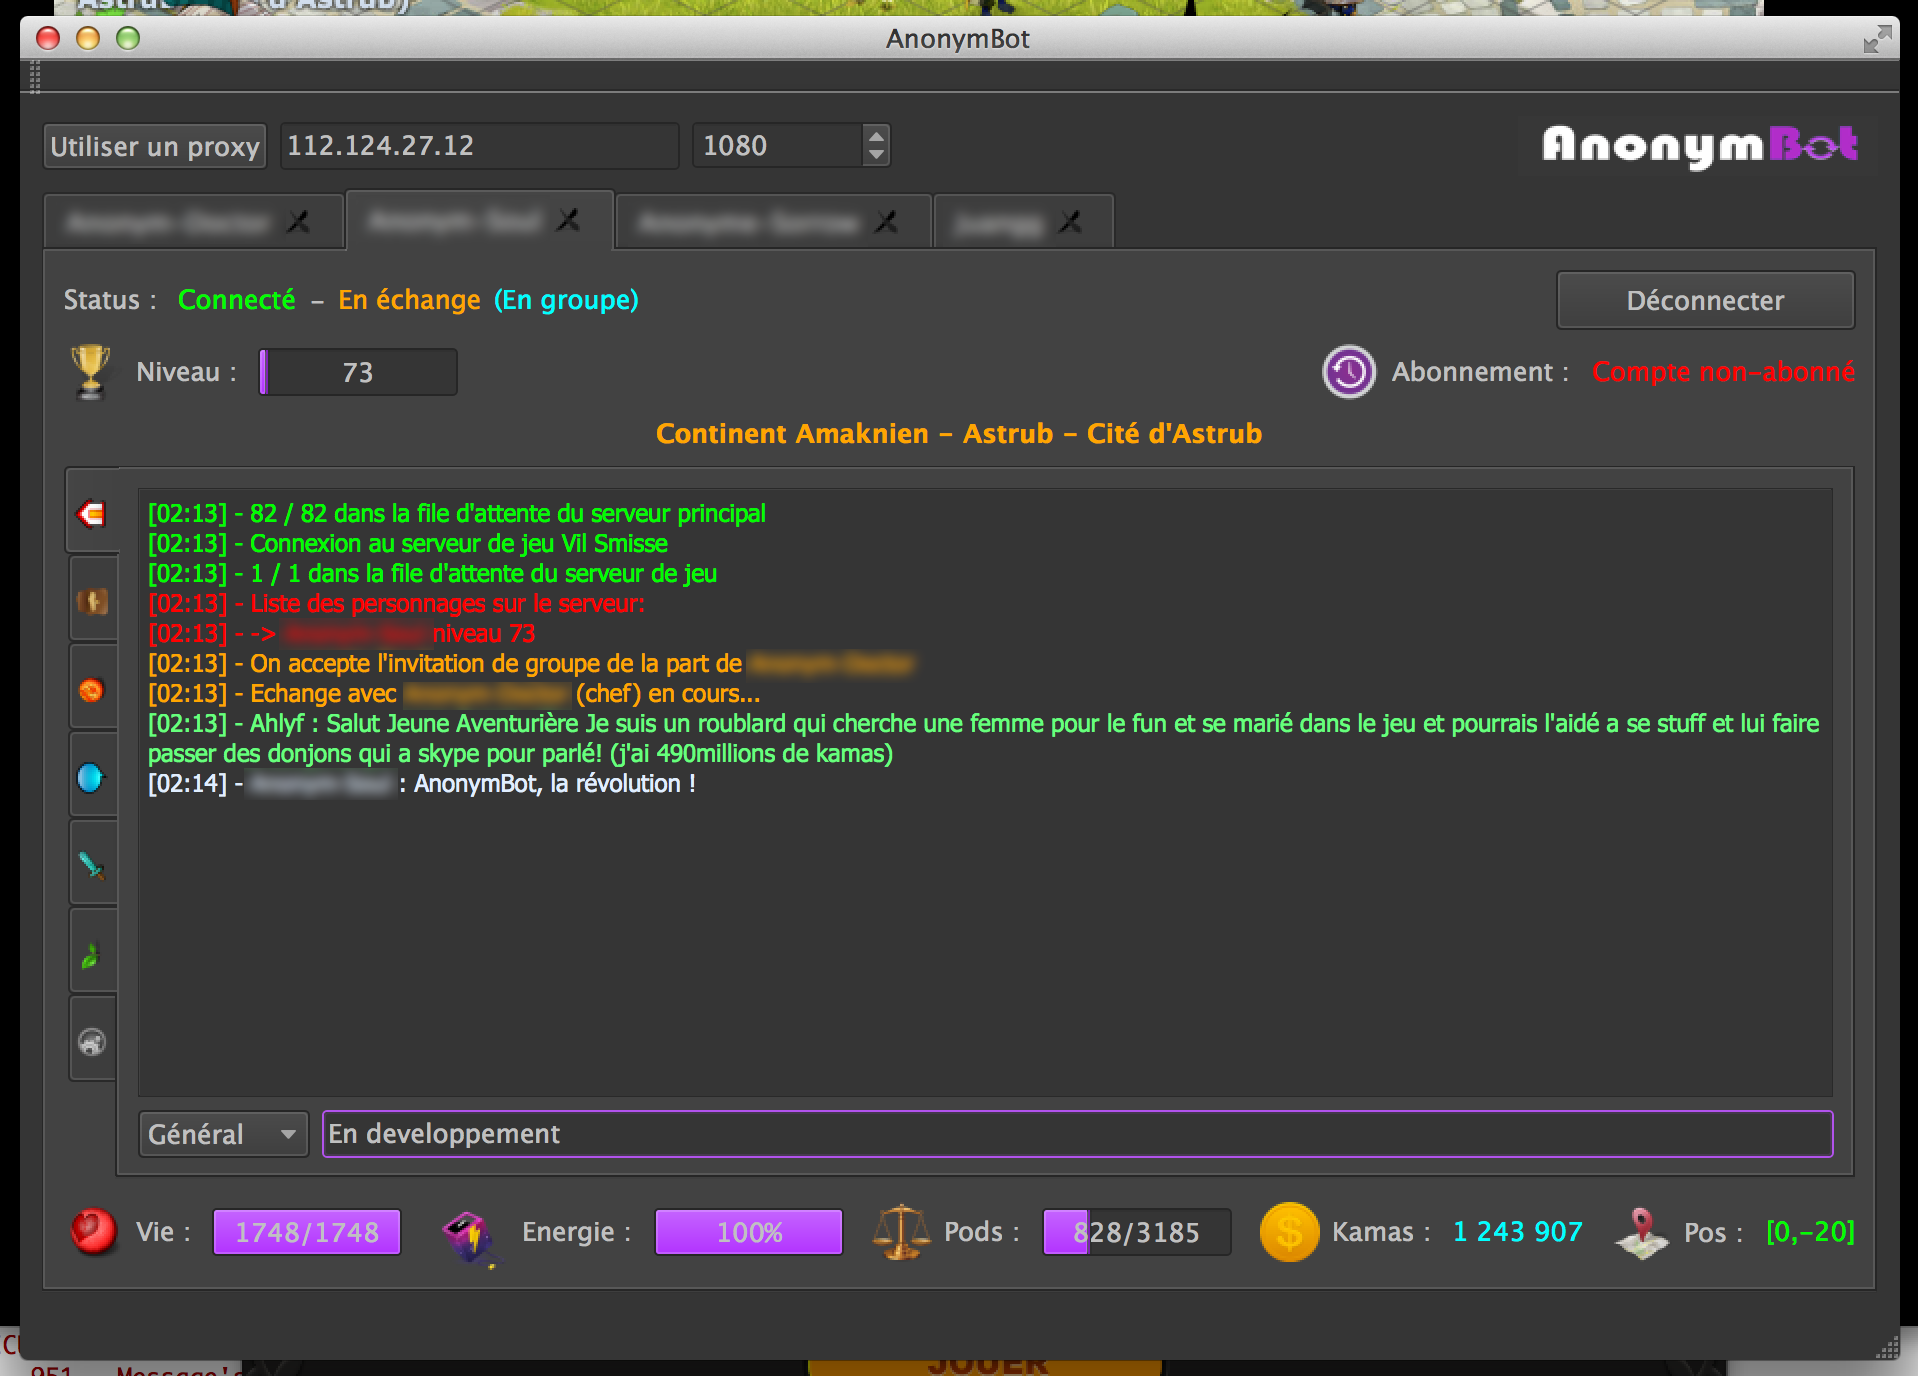 (d'Astrub)
AnonymBot
Utiliser un proxy 112.124.27.12 1080 AnonymBot
Status : Connecté - En échange (En groupe) Déconnecter
Niveau : 73 Abonnement : Compte non-abonné
Continent Amaknien - Astrub - Cité d'Astrub
[02:13] - 82 / 82 dans la file d'attente du serveur principal
[02:13] - Connexion au serveur de jeu Vil Smisse
[02:13] - 1 / 1 dans la file d'attente du serveur de jeu
[02:13] - Liste des personnages sur le serveur:
[02:13] - -> niveau 73
[02:13] - On accepte l'invitation de groupe de la part de
[02:13] - Echange avec (chef) en cours...
[02:13] - Ahlyf : Salut Jeune Aventurière Je suis un roublard qui cherche une femme pour le fun et se marié dans le jeu et pourrais l'aidé a se stuff et lui faire
passer des donjons qui a skype pour parlé! (j'ai 490millions de kamas)
[02:14] - : AnonymBot, la révolution !
Général En developpement
Vie : 1748/1748 Energie : 100% Pods : 828/3185 Kamas : 1 243 907 Pos : [0,-20]
JOUER